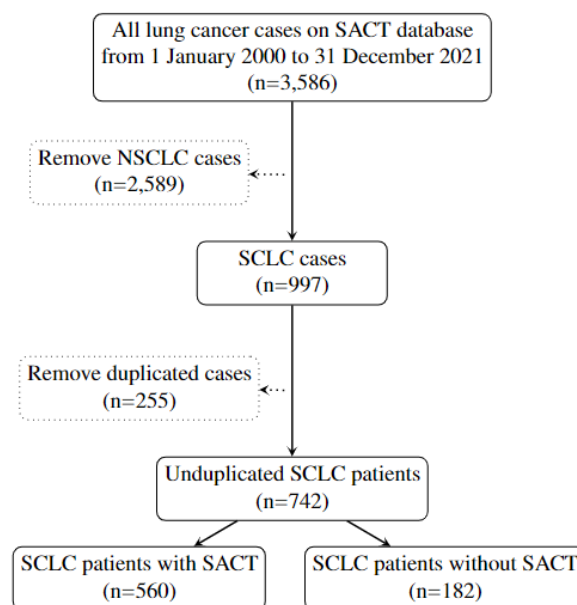 All lung cancer cases on SACT database
from 1 January 2000 to 31 December 2021
(n=3,586)
Remove NSCLC cases
(n=2,589)
SCLC cases
(n=997)
Remove duplicated cases
(n=255)
Unduplicated SCLC patients
(n=742)
SCLC patients with SACT
(n=560)
SCLC patients without SACT
(n=182)